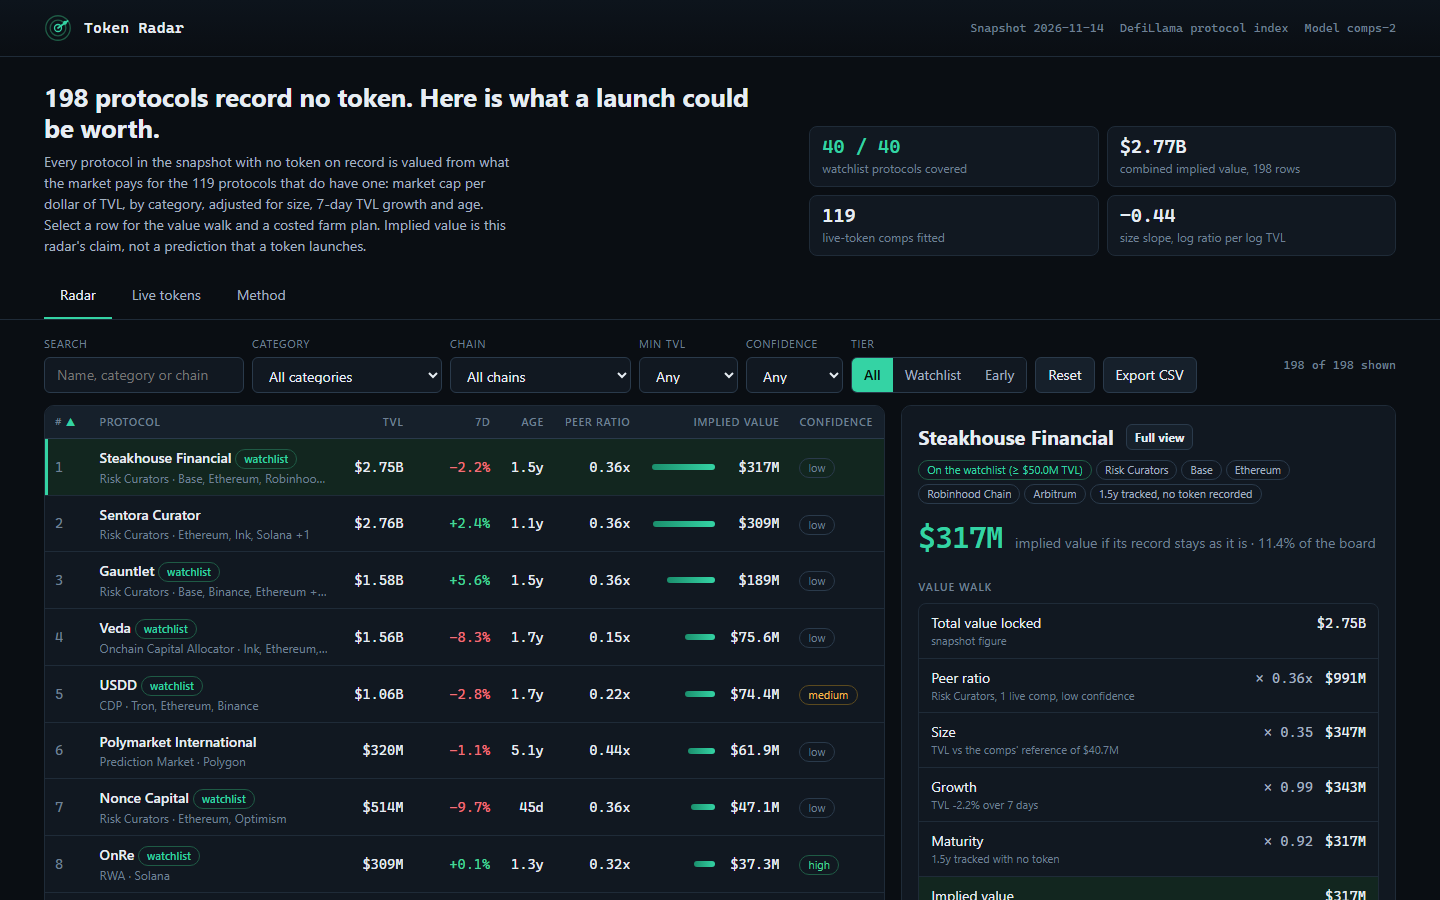 Token Radar
Snapshot 2026-11-14 DefiLlama protocol index Model comps-2
198 protocols record no token. Here is what a launch could
be worth.
Every protocol in the snapshot with no token on record is valued from what
the market pays for the 119 protocols that do have one: market cap per
dollar of TVL, by category, adjusted for size, 7-day TVL growth and age.
Select a row for the value walk and a costed farm plan. Implied value is this
radar's claim, not a prediction that a token launches.
40 / 40
watchlist protocols covered
$2.77B
combined implied value, 198 rows
119
live-token comps fitted
−0.44
size slope, log ratio per log TVL
Radar Live tokens Method
SEARCH CATEGORY CHAIN MIN TVL CONFIDENCE TIER
Name, category or chain All categories All chains Any Any All Watchlist Early Reset Export CSV 198 of 198 shown
# ▲ PROTOCOL TVL 7D AGE PEER RATIO IMPLIED VALUE CONFIDENCE
1 Steakhouse Financial watchlist $2.75B −2.2% 1.5y 0.36x $317M low
Risk Curators · Base, Ethereum, Robinhoo...
2 Sentora Curator $2.76B +2.4% 1.1y 0.36x $309M low
Risk Curators · Ethereum, Ink, Solana +1
3 Gauntlet watchlist $1.58B +5.6% 1.5y 0.36x $189M low
Risk Curators · Base, Binance, Ethereum +...
4 Veda watchlist $1.56B −8.3% 1.7y 0.15x $75.6M low
Onchain Capital Allocator · Ink, Ethereum,...
5 USDD watchlist $1.06B −2.8% 1.7y 0.22x $74.4M medium
CDP · Tron, Ethereum, Binance
6 Polymarket International $320M −1.1% 5.1y 0.44x $61.9M low
Prediction Market · Polygon
7 Nonce Capital watchlist $514M −9.7% 45d 0.36x $47.1M low
Risk Curators · Ethereum, Optimism
8 OnRe watchlist $309M +0.1% 1.3y 0.32x $37.3M high
RWA · Solana
Steakhouse Financial Full view
On the watchlist (≥ $50.0M TVL) Risk Curators Base Ethereum
Robinhood Chain Arbitrum 1.5y tracked, no token recorded
$317M implied value if its record stays as it is · 11.4% of the board
VALUE WALK
Total value locked $2.75B
snapshot figure
Peer ratio × 0.36x $991M
Risk Curators, 1 live comp, low confidence
Size × 0.35 $347M
TVL vs the comps' reference of $40.7M
Growth × 0.99 $343M
TVL -2.2% over 7 days
Maturity × 0.92 $317M
1.5y tracked with no token
Implied value $317M